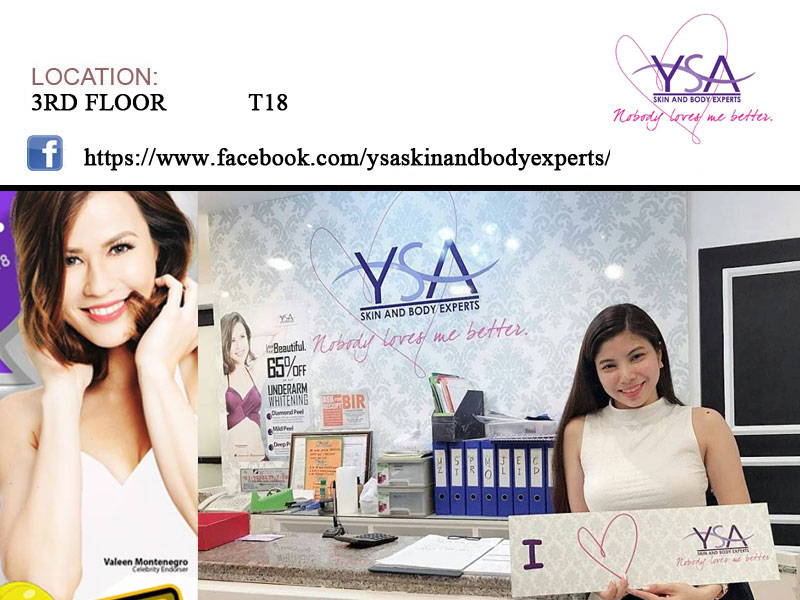 LOCATION:
3RD FLOOR T18
YSA
SKIN AND BODY EXPERTS
Nobody loves me better.
f https://www.facebook.com/ysaskinandbodyexperts/
Valeen Montenegro
Celebrity Endorser
YSA
SKIN AND BODY EXPERTS
Nobody loves me better.
YSA
Beautiful.
65% OFF
UNDERARM
WHITENING
Diamond Peel
Mild Peel
Deep
BIR
I YSA
SKIN AND BODY EXPERTS
Nobody loves me better.